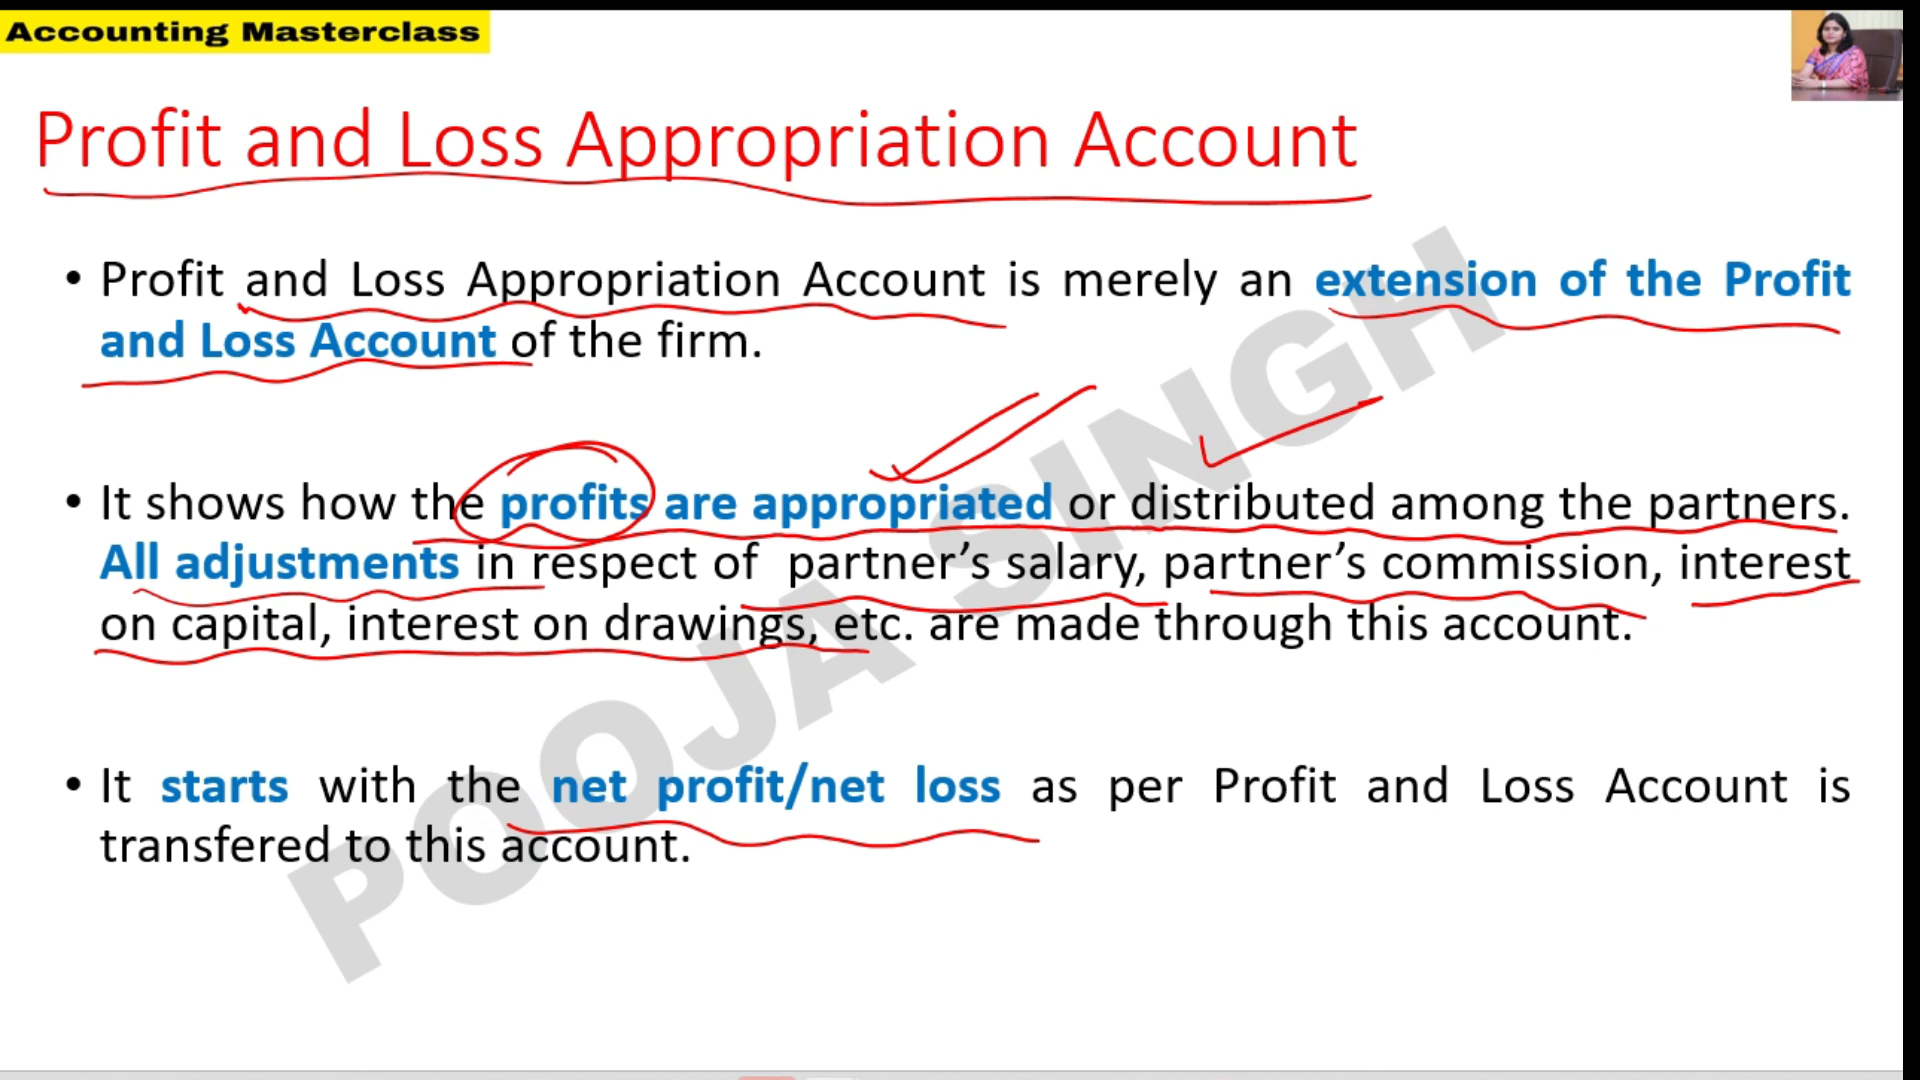 Accounting Masterclass
Profit and Loss Appropriation Account
• Profit and Loss Appropriation Account is merely an extension of the Profit
and Loss Account of the firm.
• It shows how the profits are appropriated or distributed among the partners.
All adjustments in respect of partner’s salary, partner’s commission, interest
on capital, interest on drawings, etc. are made through this account.
• It starts with the net profit/net loss as per Profit and Loss Account is
transfered to this account.
POOJA SINGH